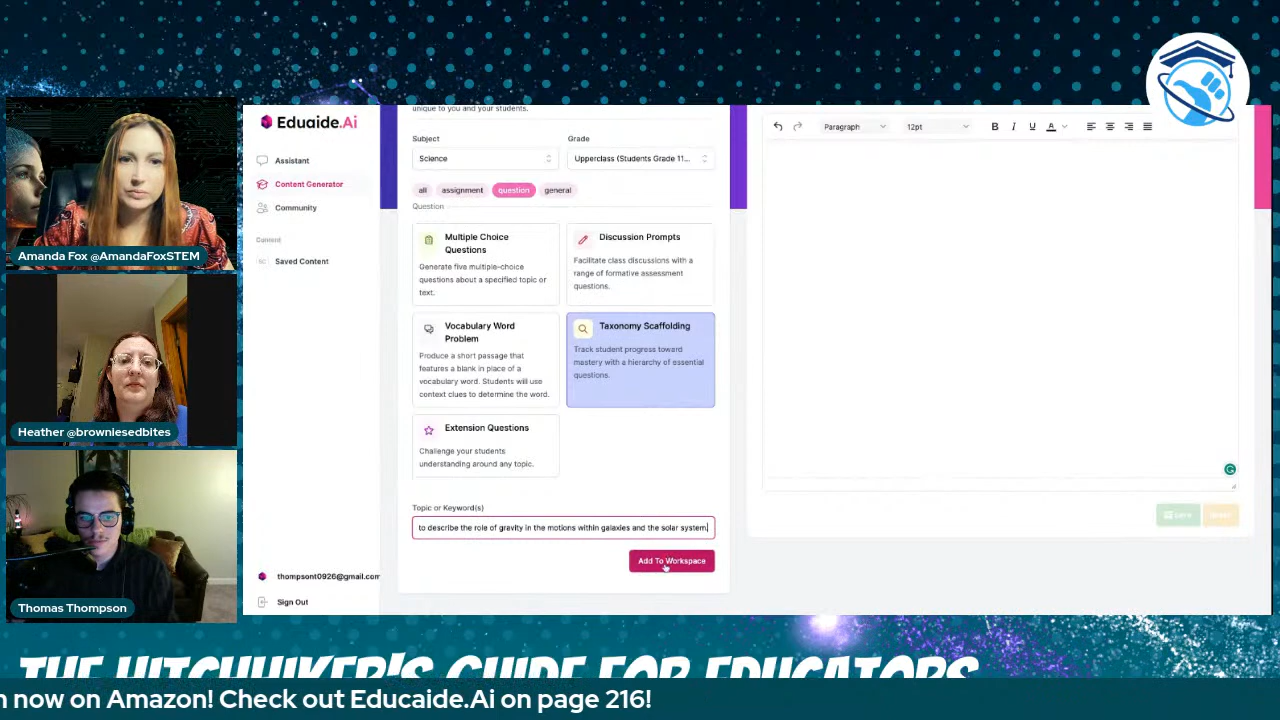 Amanda Fox @AmandaFoxSTEM
Heather @browniesedbites
Thomas Thompson
Eduaide.Ai
Assistant
Content Generator
Community
Content
Saved Content
thompsont0926@gmail.com
Sign Out
unique to you and your students.
Subject
Grade
Science
Upperclass (Students Grade 11...
all
assignment
question
general
Question
Multiple Choice
Questions
Generate five multiple-choice
questions about a specified topic or
text.
Discussion Prompts
Facilitate class discussions with a
range of formative assessment
questions.
Vocabulary Word
Problem
Produce a short passage that
features a blank in place of a
vocabulary word. Students will use
context clues to determine the word.
Taxonomy Scaffolding
Track student progress toward
mastery with a hierarchy of essential
questions.
Extension Questions
Challenge your students
understanding around any topic.
Topic or Keyword(s)
to describe the role of gravity in the motions within galaxies and the solar system.
Add To Workspace
Paragraph
12pt
B
I
U
A
THE HITCHHIKER'S GUIDE FOR EDUCATORS
now on Amazon! Check out Educaide.Ai on page 216!